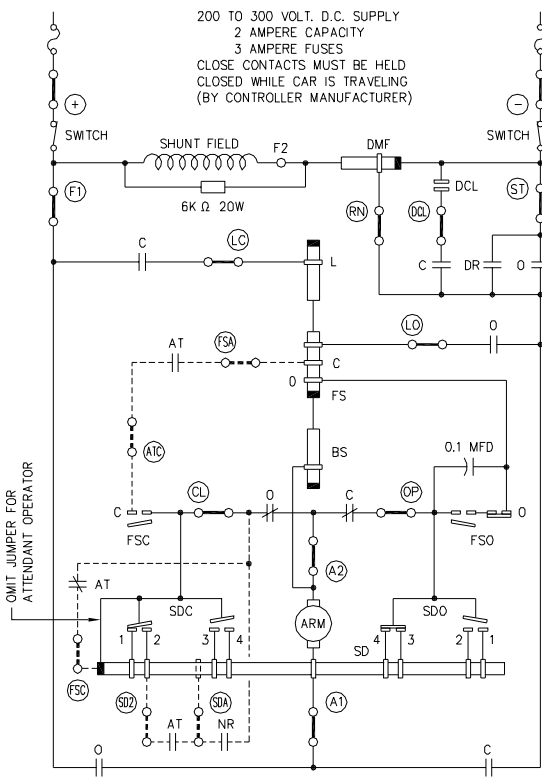 200 TO 300 VOLT. D.C. SUPPLY
2 AMPERE CAPACITY
3 AMPERE FUSES
CLOSE CONTACTS MUST BE HELD
CLOSED WHILE CAR IS TRAVELING
(BY CONTROLLER MANUFACTURER)
+
−
SWITCH
SWITCH
SHUNT FIELD
F2
DMF
F1
6K Ω 20W
DCL
ST
RN
DCL
C
LC
C
DR
O
L
LO
O
AT
FSA
C
O
FS
ATC
BS
0.1 MFD
C
CL
O
C
OP
O
FSC
FSO
A2
OMIT JUMPER FOR
ATTENDANT OPERATOR
AT
SDC
ARM
SDO
1
2
3
4
4
3
2
1
SD
FSC
SD2
SDA
A1
AT
NR
O
C